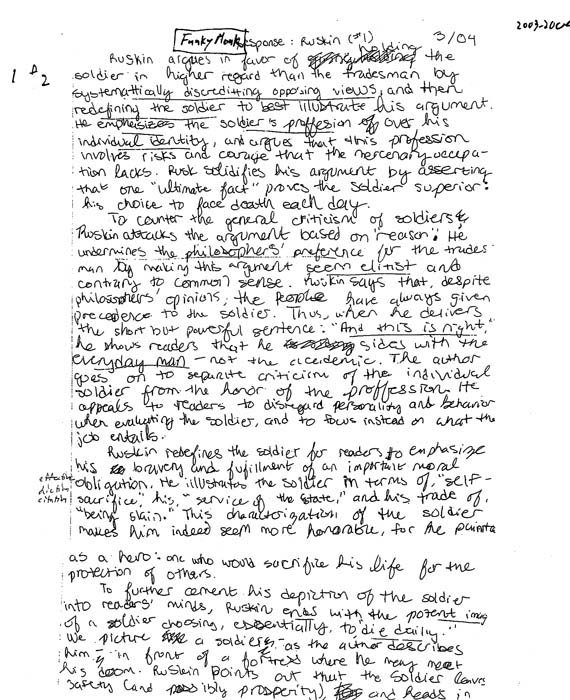 2003-2004
Funky Monk esponse: Ruskin (#1) 3/04
Ruskin argues in favor of holding the
1 A 2
soldier in higher regard than the tradesman by
systemattically discreditting opposing views, and then
redefining the soldier to best illustrate his argument.
He emphesizes the soldier's proffesion over his
individual identity, and argues that this profession
involves risks and courage that the mercenary occupa-
tion lacks. Rusk solidifies his argument by asserting
that one "ultimate fact" proves the soldier superior:
his choice to face death each day.
To counter the general criticism of soldiers,
Ruskin attacks the argument based on "reason". He
undermines the philosophers' preference for the trades-
man by making this argument seem elitist and
contrary to common sense. Ruskin says that, despite
philosophers' opinions, the people have always given
precedence to the soldier. Thus, when he delivers
the short but powerful sentence: "And this is right,"
he shows readers that he sides with the
everyday man – not the academic. The author
goes on to separate criticism of the individual
soldier from the honor of the proffession. He
appeals to readers to disregard personality and behavior
when evaluating the soldier, and to focus instead on what the
job entails.
Ruskin redefines the soldier for readers to emphasize
his bravery and fulfillment of an important moral
obligation. He illustrates the soldier in terms of, "self-
sacrifice," his, "service of the state," and his trade of,
"being slain." This characterization of the soldier
makes him indeed seem more honorable, for he
as a hero: one who would sacrifice his life for the
protection of others.
To further cement his depiction of the soldier
into readers' minds, Ruskin ends with the potent imag
of a soldier choosing, essentially, to "die daily."
We picture a soldier, as the author describes
him, in front of a fortress where he may meet
his doom. Ruskin points out that the soldier leaves
safety (and possibly prosperity), and heads in